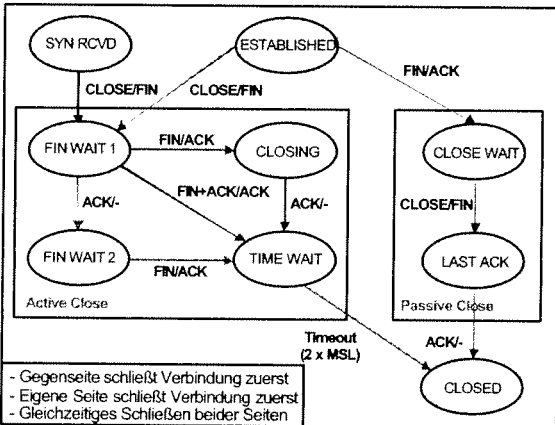 SYN RCVD
ESTABLISHED
FIN/ACK
CLOSE/FIN
CLOSE/FIN
FIN WAIT 1
FIN/ACK
CLOSING
CLOSE WAIT
FIN+ACK/ACK
ACK/-
ACK/-
CLOSE/FIN
FIN WAIT 2
FIN/ACK
TIME WAIT
LAST ACK
Active Close
Passive Close
Timeout
(2 x MSL)
ACK/-
CLOSED
- Gegenseite schließt Verbindung zuerst
- Eigene Seite schließt Verbindung zuerst
- Gleichzeitiges Schließen beider Seiten